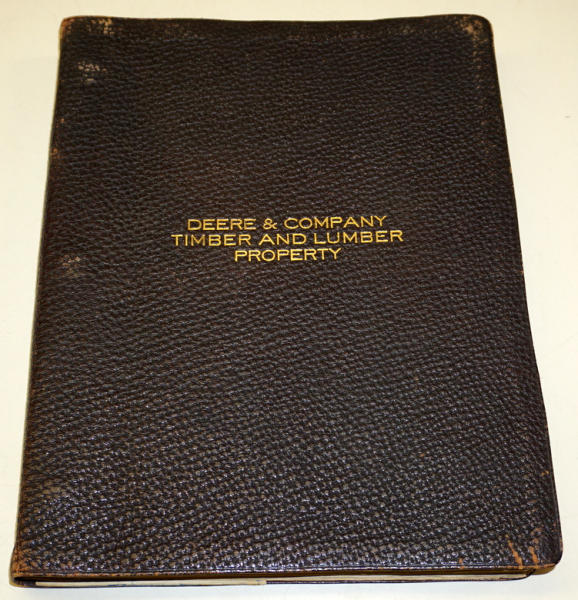 DEERE & COMPANY
TIMBER AND LUMBER
PROPERTY